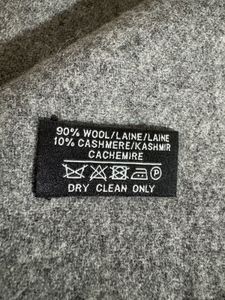 90% WOOL/LAINE/LAINE
10% CASHMERE/KASHMIR
CACHEMIRE
P
DRY CLEAN ONLY